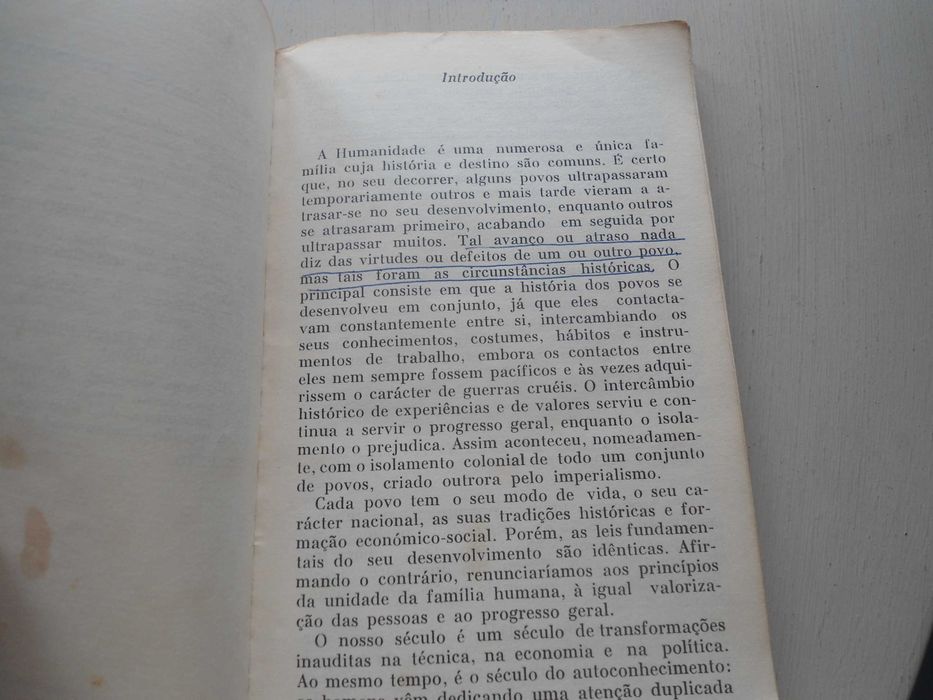 Introdução
A Humanidade é uma numerosa e única fa-
mília cuja história e destino são comuns. É certo
que, no seu decorrer, alguns povos ultrapassaram
temporariamente outros e mais tarde vieram a a-
trasar-se no seu desenvolvimento, enquanto outros
se atrasaram primeiro, acabando em seguida por
ultrapassar muitos. Tal avanço ou atraso nada
diz das virtudes ou defeitos de um ou outro povo,
mas tais foram as circunstâncias históricas. O
principal consiste em que a história dos povos se
desenvolveu em conjunto, já que eles contacta-
vam constantemente entre si, intercambiando os
seus conhecimentos, costumes, hábitos e instru-
mentos de trabalho, embora os contactos entre
eles nem sempre fossem pacíficos e às vezes adqui-
rissem o carácter de guerras cruéis. O intercâmbio
histórico de experiências e de valores serviu e con-
tinua a servir o progresso geral, enquanto o isola-
mento o prejudica. Assim aconteceu, nomeadamen-
te, com o isolamento colonial de todo um conjunto
de povos, criado outrora pelo imperialismo.
Cada povo tem o seu modo de vida, o seu ca-
rácter nacional, as suas tradições históricas e for-
mação económico-social. Porém, as leis fundamen-
tais do seu desenvolvimento são idênticas. Afir-
mando o contrário, renunciaríamos aos princípios
da unidade da família humana, à igual valoriza-
ção das pessoas e ao progresso geral.
O nosso século é um século de transformações
inauditas na técnica, na economia e na política.
Ao mesmo tempo, é o século do autoconhecimento:
os homens vêm dedicando uma atenção duplicada